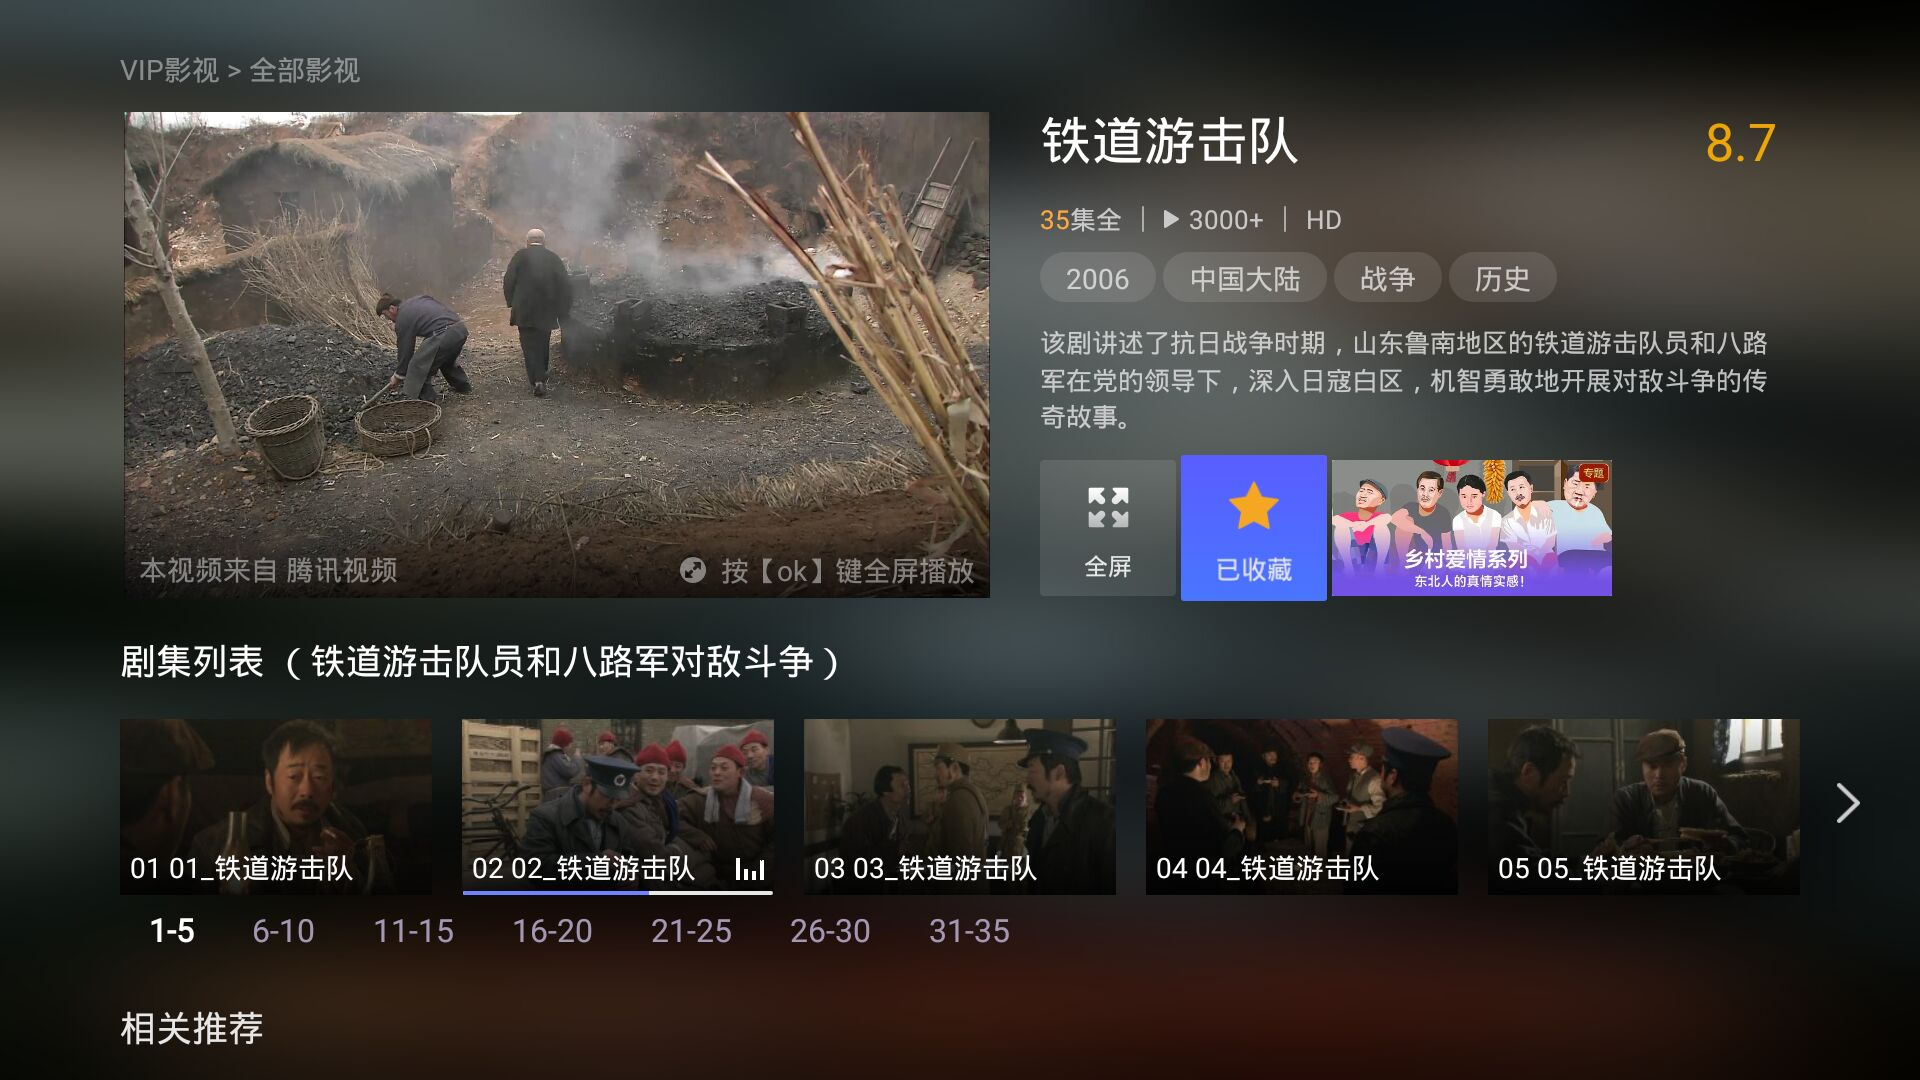 VIP影视 > 全部影视
铁道游击队
8.7
35集全 | 3000+ | HD
2006 中国大陆 战争 历史
该剧讲述了抗日战争时期，山东鲁南地区的铁道游击队员和八路
军在党的领导下，深入日寇白区，机智勇敢地开展对敌斗争的传
奇故事。
本视频来自 腾讯视频
按【ok】键全屏播放
全屏
已收藏
专题
乡村爱情系列
东北人的真情实感！
剧集列表 （铁道游击队员和八路军对敌斗争）
01 01_铁道游击队
02 02_铁道游击队
03 03_铁道游击队
04 04_铁道游击队
05 05_铁道游击队
1-5 6-10 11-15 16-20 21-25 26-30 31-35
相关推荐